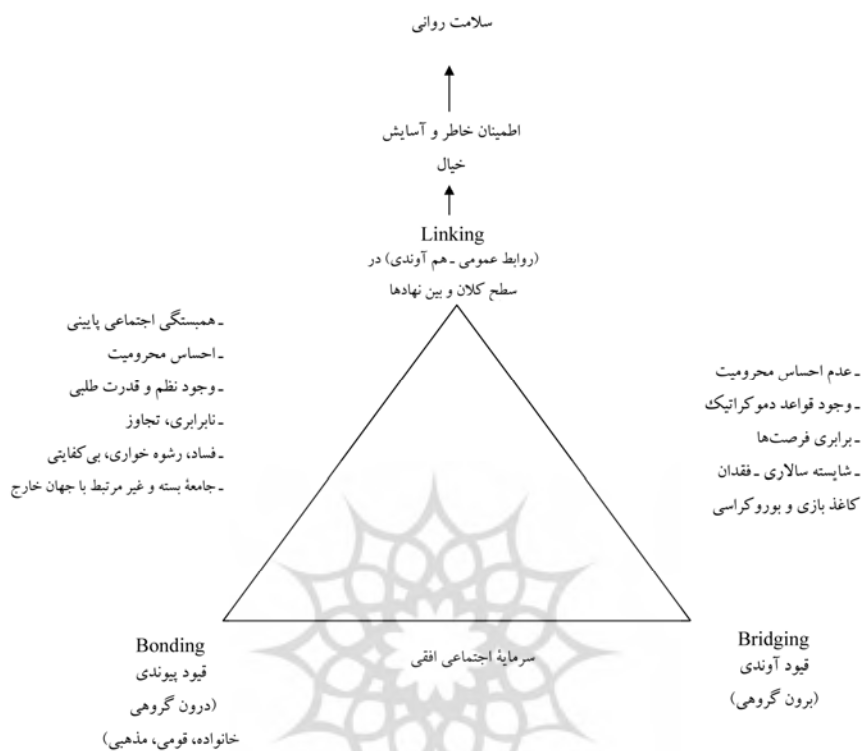 سلامت روانی
اطمینان خاطر و آسایش
خیال
Linking
(روابط عمومی ـ هم آوندی) در
سطح کلان و بین نهادها
ـ همبستگی اجتماعی پایینی
ـ احساس محرومیت
ـ وجود نظم و قدرت طلبی
ـ نابرابری، تجاوز
ـ فساد، رشوه خواری، بی‌کفایتی
ـ جامعهٔ بسته و غیر مرتبط با جهان خارج
ـ عدم احساس محرومیت
ـ وجود قواعد دموکراتیک
ـ برابری فرصت‌ها
ـ شایسته سالاری ـ فقدان
کاغذ بازی و بوروکراسی
Bonding
قیود پیوندی
(درون گروهی
خانواده، قومی، مذهبی)
سرمایهٔ اجتماعی افقی
Bridging
قیود آوندی
(برون گروهی)